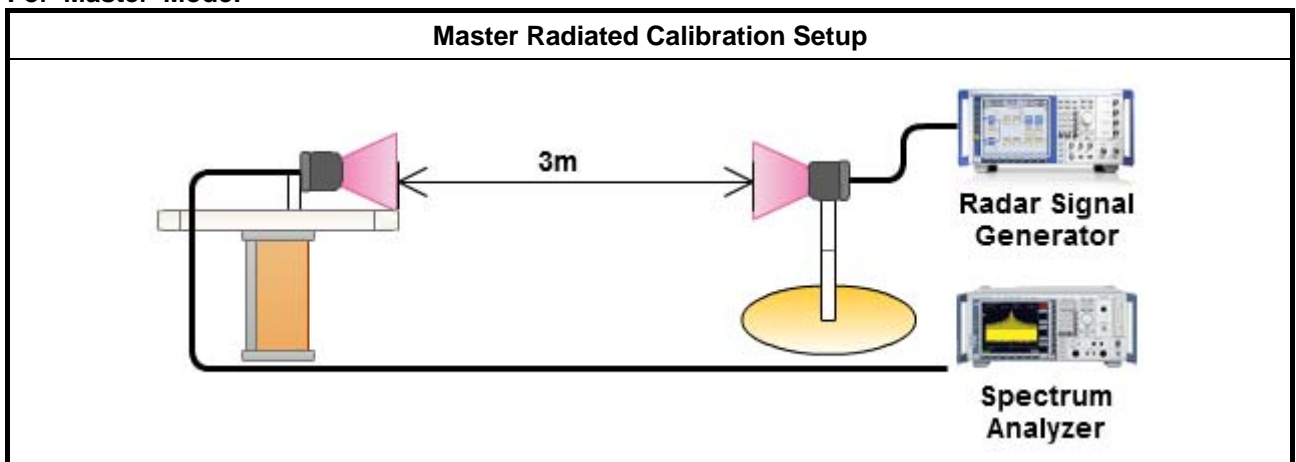 For Master Mode:
Master Radiated Calibration Setup
3m
Radar Signal
Generator
Spectrum
Analyzer